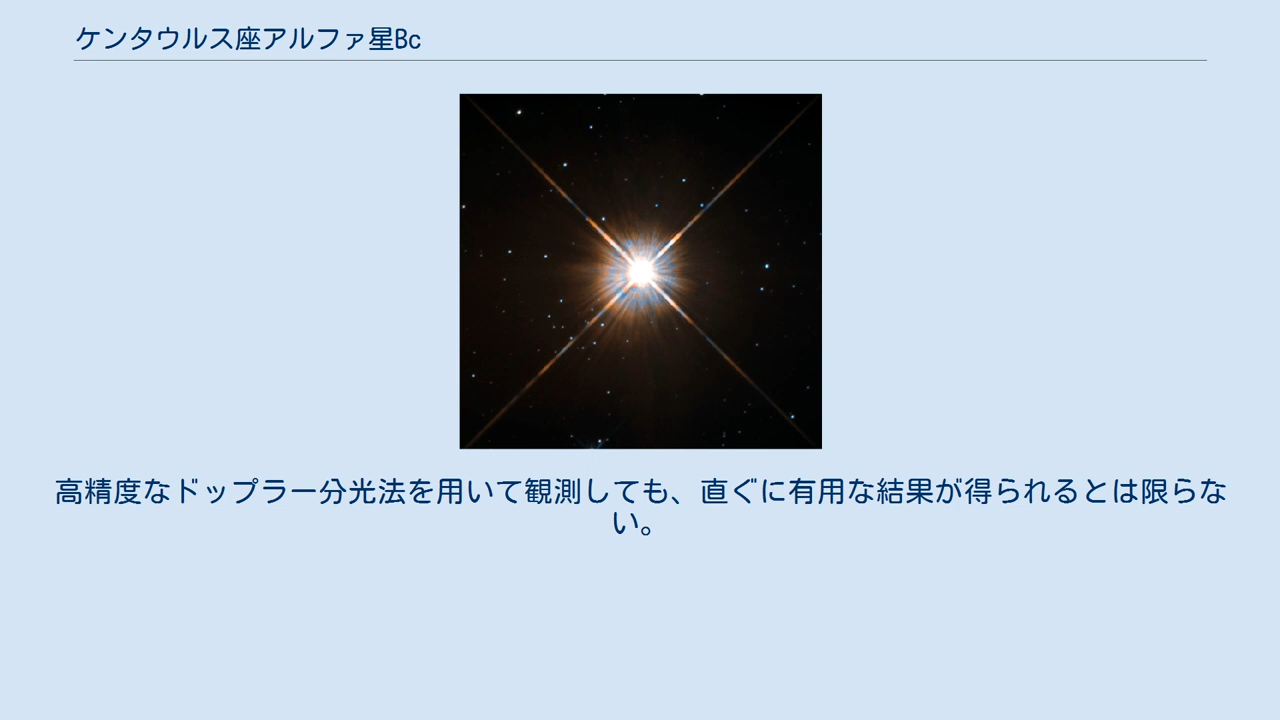 ケンタウルス座アルファ星Bc
高精度なドップラー分光法を用いて観測しても、直ぐに有用な結果が得られるとは限らな
い。